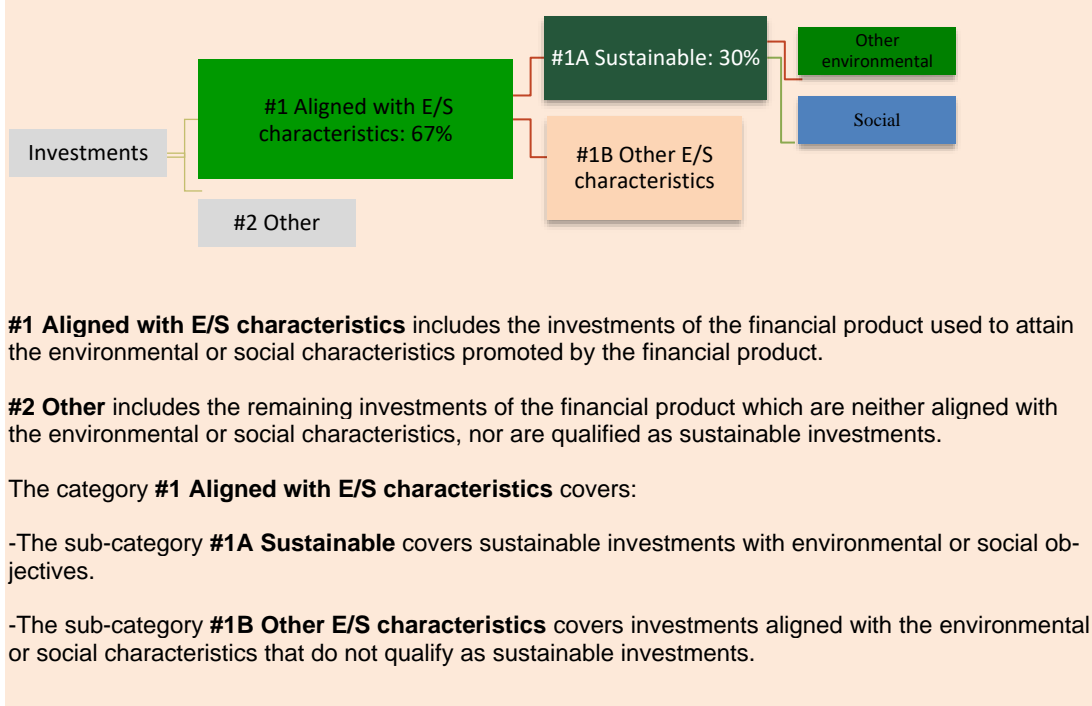 #1A Sustainable: 30%
Other
environmental
#1 Aligned with E/S
characteristics: 67%
Social
Investments
#1B Other E/S
characteristics
#2 Other
#1 Aligned with E/S characteristics includes the investments of the financial product used to attain
the environmental or social characteristics promoted by the financial product.
#2 Other includes the remaining investments of the financial product which are neither aligned with
the environmental or social characteristics, nor are qualified as sustainable investments.
The category #1 Aligned with E/S characteristics covers:
-The sub-category #1A Sustainable covers sustainable investments with environmental or social ob-
jectives.
-The sub-category #1B Other E/S characteristics covers investments aligned with the environmental
or social characteristics that do not qualify as sustainable investments.